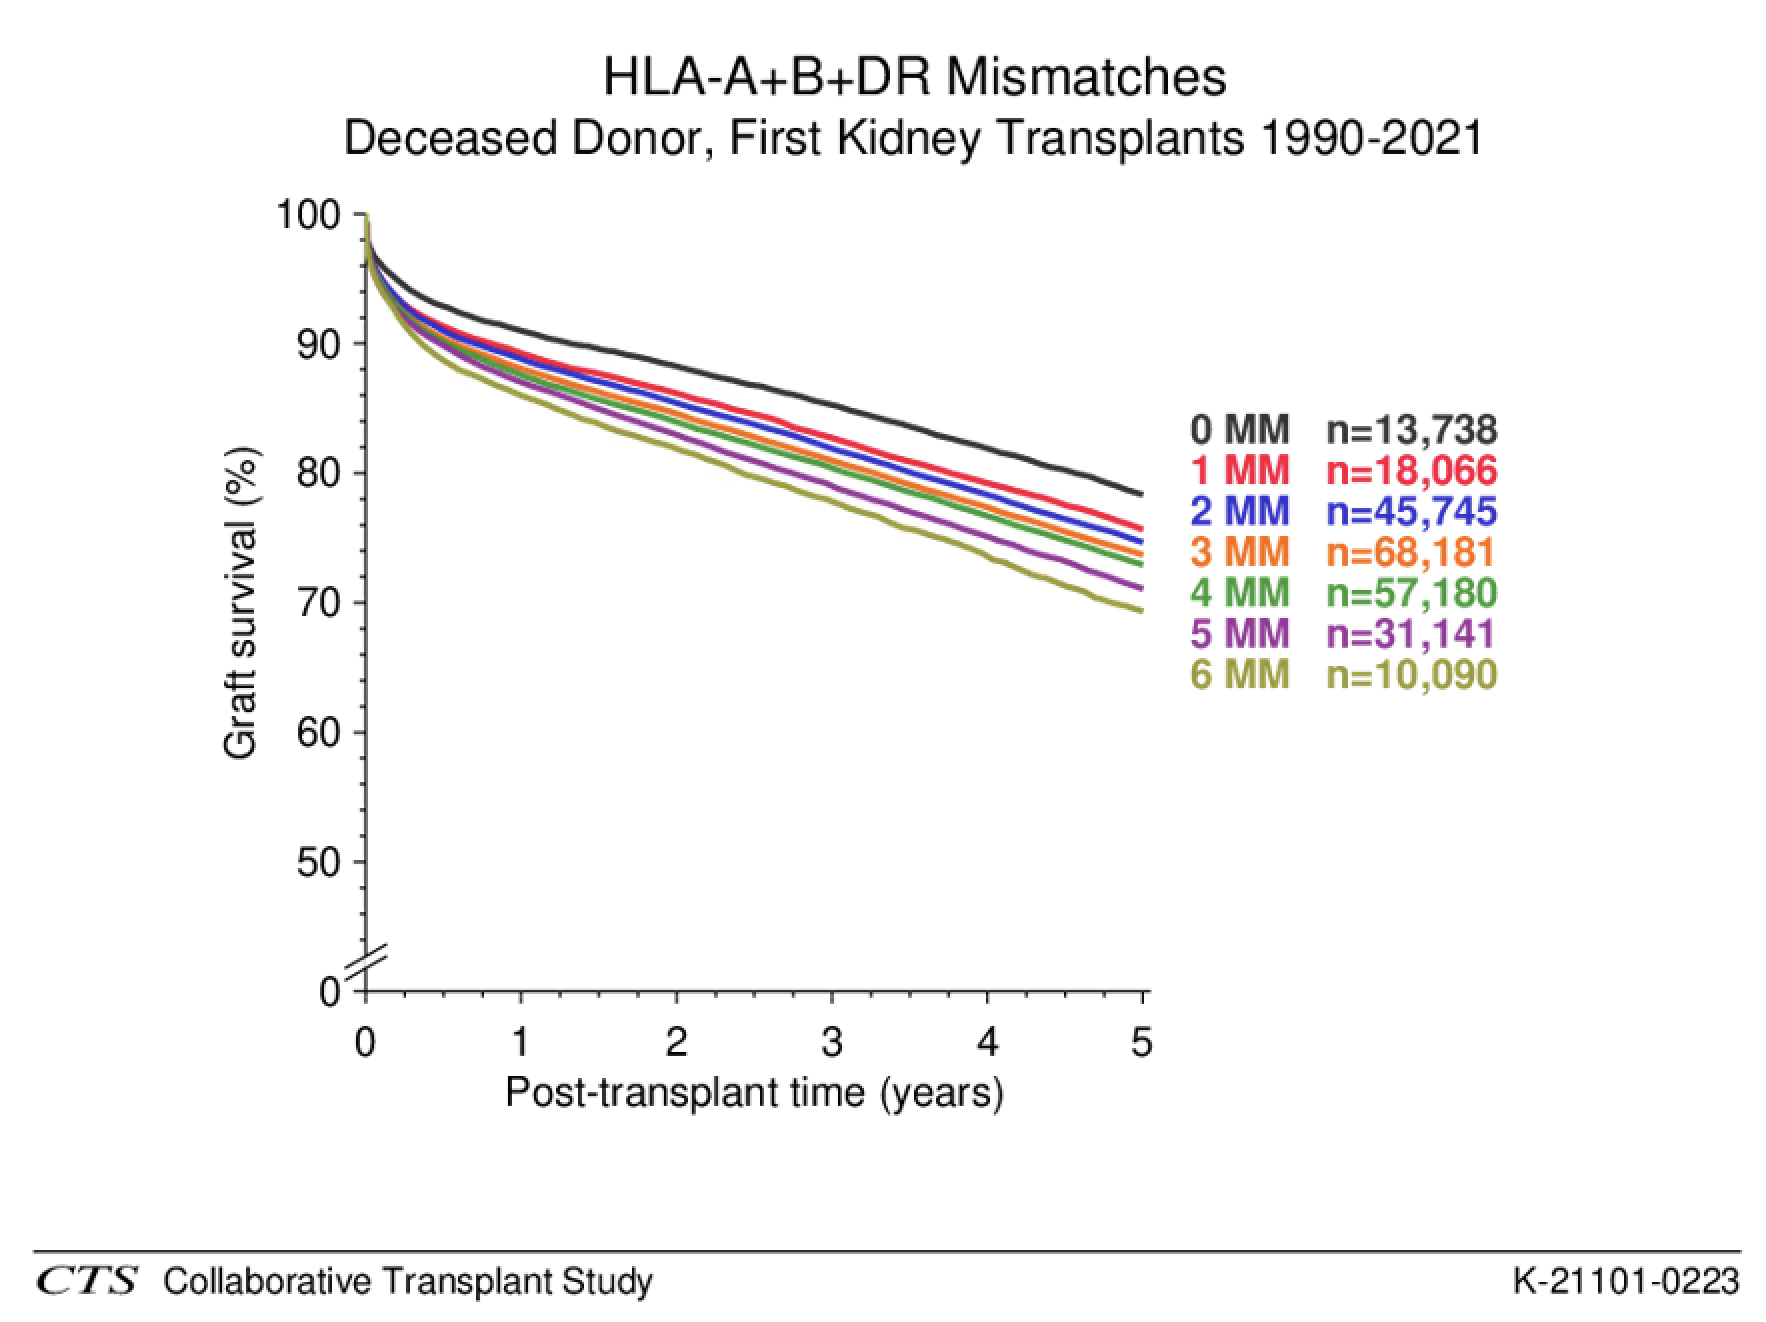 HLA-A+B+DR Mismatches
Deceased Donor, First Kidney Transplants 1990-2021
100
90
80
70
60
50
0
Graft survival (%)
0 MM n=13,738
1 MM n=18,066
2 MM n=45,745
3 MM n=68,181
4 MM n=57,180
5 MM n=31,141
6 MM n=10,090
0 1 2 3 4 5
Post-transplant time (years)
CTS Collaborative Transplant Study K-21101-0223